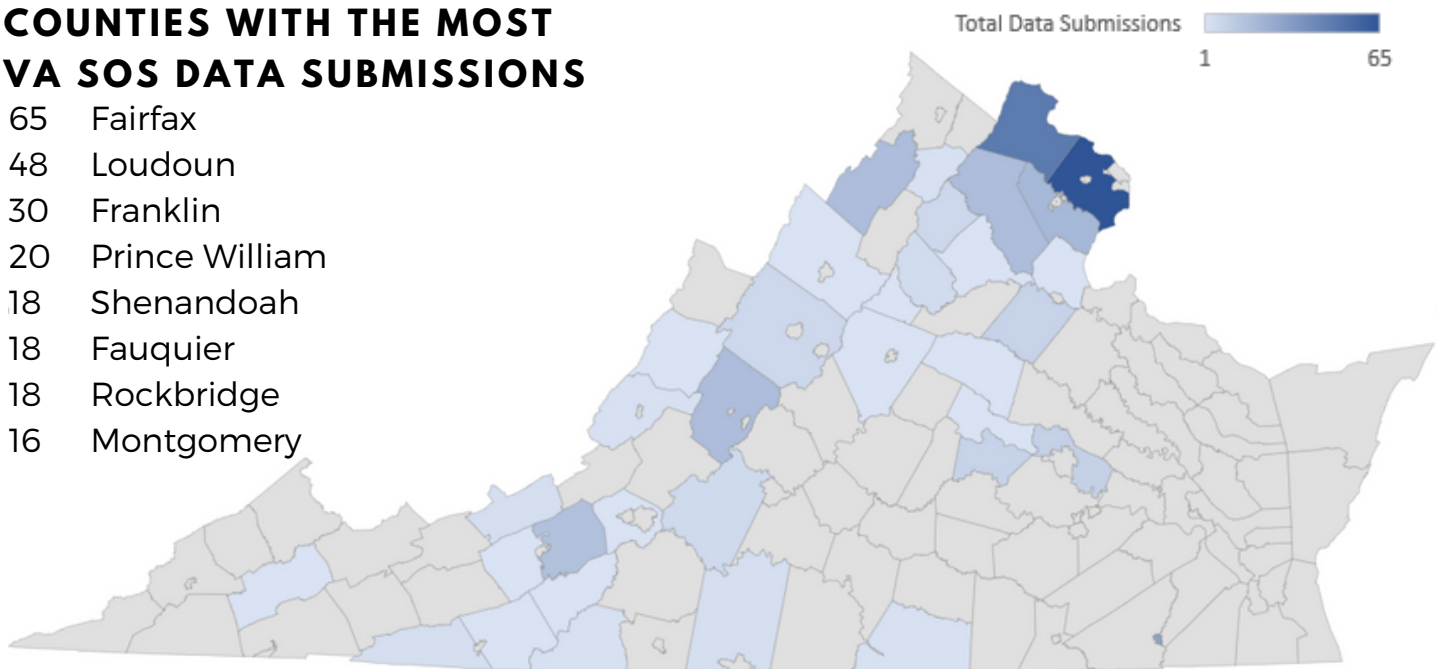 COUNTIES WITH THE MOST
VA SOS DATA SUBMISSIONS
65 Fairfax
48 Loudoun
30 Franklin
20 Prince William
18 Shenandoah
18 Fauquier
18 Rockbridge
16 Montgomery
Total Data Submissions
1 65